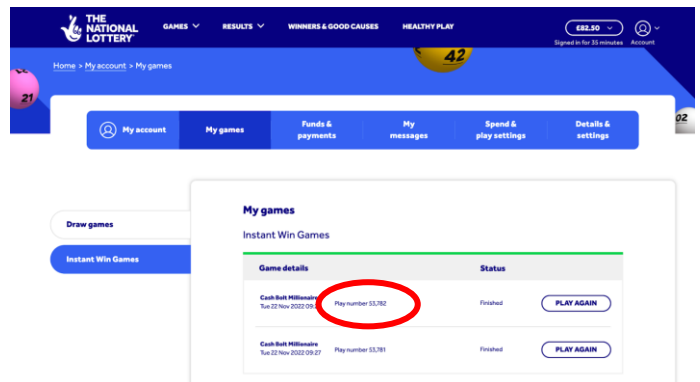 THE
NATIONAL
LOTTERY
GAMES RESULTS WINNERS & GOOD CAUSES HEALTHY PLAY
£82.50
Signed in for 35 minutes Account
Home > My account > My games
42
21
02
My account My games Funds & payments My messages Spend & play settings Details & settings
My games
Draw games
Instant Win Games
Instant Win Games
Game details Status
Cash Bolt Millionaire
Tue 22 Nov 2022 Play number 53,782 Finished PLAY AGAIN
Cash Bolt Millionaire
Tue 22 Nov 2022 09:27 Play number 53,781 Finished PLAY AGAIN